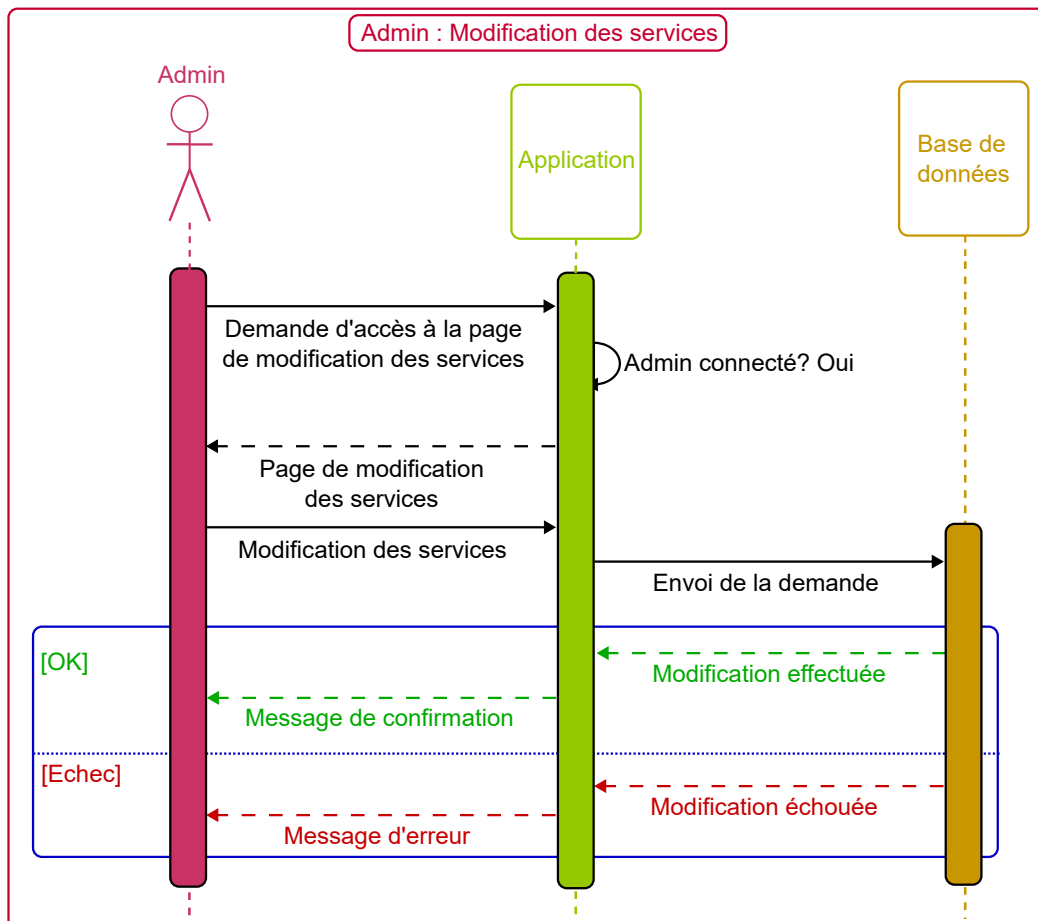 Admin : Modification des services
Admin
Application
Base de
données
Demande d'accès à la page
de modification des services
Admin connecté? Oui
Page de modification
des services
Modification des services
Envoi de la demande
[OK]
Modification effectuée
Message de confirmation
[Echec]
Modification échouée
Message d'erreur